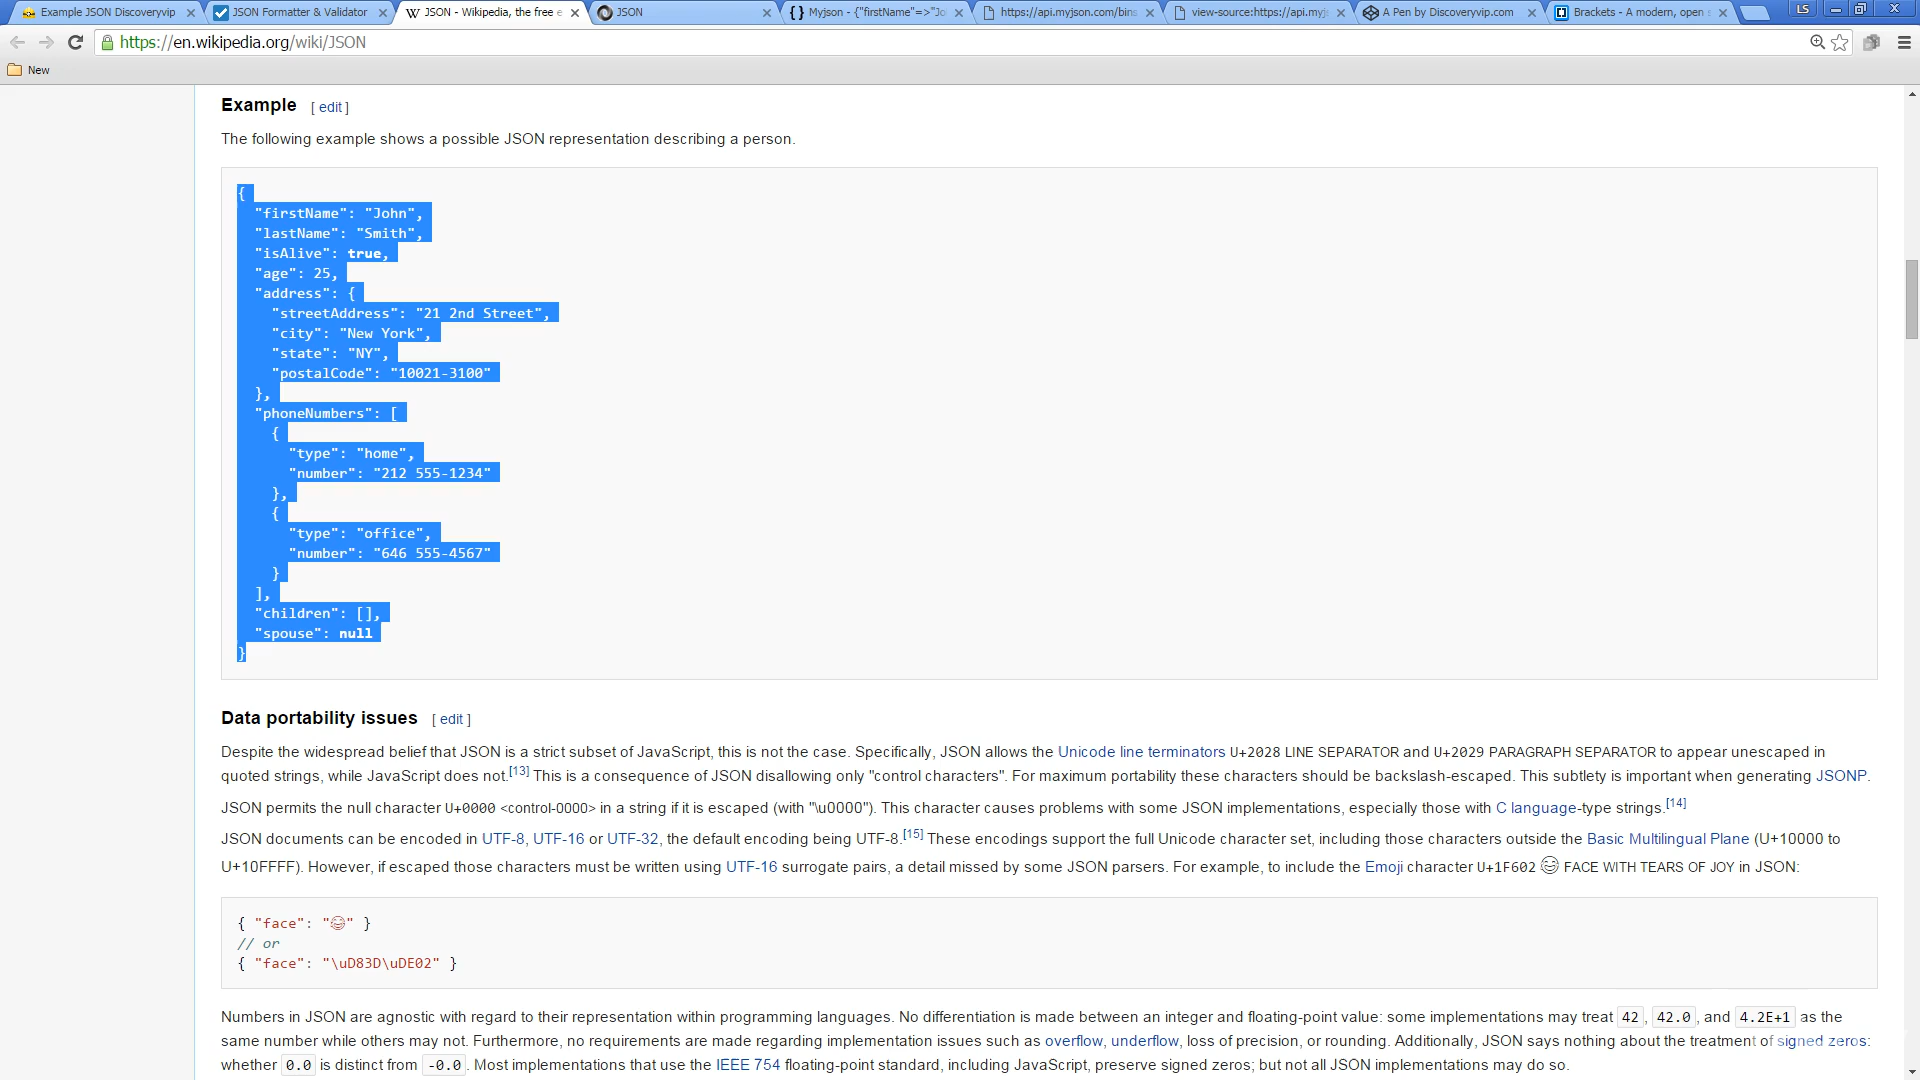 Example JSON Discoveryvip
JSON Formatter & Validator
W JSON - Wikipedia, the free e
JSON
{ } Myjson - {"firstName"=>"Jo
https://api.myjson.com/bins
view-source:https://api.myj
A Pen by Discoveryvip.com
Brackets - A modern, open s
LS
https://en.wikipedia.org/wiki/JSON
New
Example [ edit ]
The following example shows a possible JSON representation describing a person.
{
  "firstName": "John",
  "lastName": "Smith",
  "isAlive": true,
  "age": 25,
  "address": {
    "streetAddress": "21 2nd Street",
    "city": "New York",
    "state": "NY",
    "postalCode": "10021-3100"
  },
  "phoneNumbers": [
    {
      "type": "home",
      "number": "212 555-1234"
    },
    {
      "type": "office",
      "number": "646 555-4567"
    }
  ],
  "children": [],
  "spouse": null
}
Data portability issues [ edit ]
Despite the widespread belief that JSON is a strict subset of JavaScript, this is not the case. Specifically, JSON allows the Unicode line terminators U+2028 LINE SEPARATOR and U+2029 PARAGRAPH SEPARATOR to appear unescaped in
quoted strings, while JavaScript does not.[13] This is a consequence of JSON disallowing only "control characters". For maximum portability these characters should be backslash-escaped. This subtlety is important when generating JSONP.
JSON permits the null character U+0000 <control-0000> in a string if it is escaped (with "\u0000"). This character causes problems with some JSON implementations, especially those with C language-type strings.[14]
JSON documents can be encoded in UTF-8, UTF-16 or UTF-32, the default encoding being UTF-8.[15] These encodings support the full Unicode character set, including those characters outside the Basic Multilingual Plane (U+10000 to
U+10FFFF). However, if escaped those characters must be written using UTF-16 surrogate pairs, a detail missed by some JSON parsers. For example, to include the Emoji character U+1F602 😂 FACE WITH TEARS OF JOY in JSON:
{ "face": "😂" }
// or
{ "face": "\uD83D\uDE02" }
Numbers in JSON are agnostic with regard to their representation within programming languages. No differentiation is made between an integer and floating-point value: some implementations may treat 42, 42.0, and 4.2E+1 as the
same number while others may not. Furthermore, no requirements are made regarding implementation issues such as overflow, underflow, loss of precision, or rounding. Additionally, JSON says nothing about the treatment of signed zeros:
whether 0.0 is distinct from -0.0. Most implementations that use the IEEE 754 floating-point standard, including JavaScript, preserve signed zeros; but not all JSON implementations may do so.